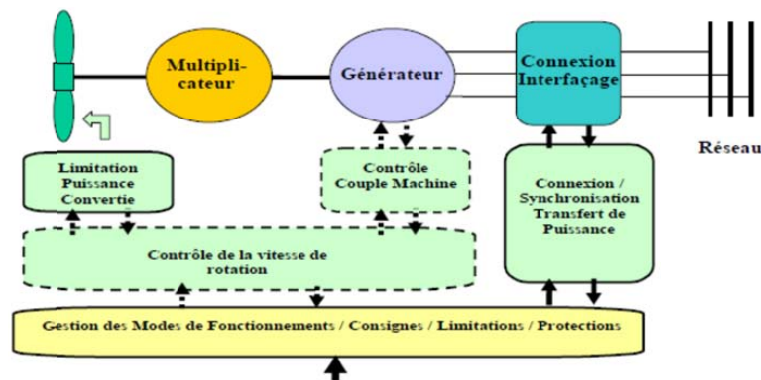 Multipli-
cateur
Générateur
Connexion
Interfaçage
Réseau
Limitation
Puissance
Convertie
Contrôle
Couple Machine
Connexion /
Synchronisation
Transfert de
Puissance
Contrôle de la vitesse de
rotation
Gestion des Modes de Fonctionnements / Consignes / Limitations / Protections